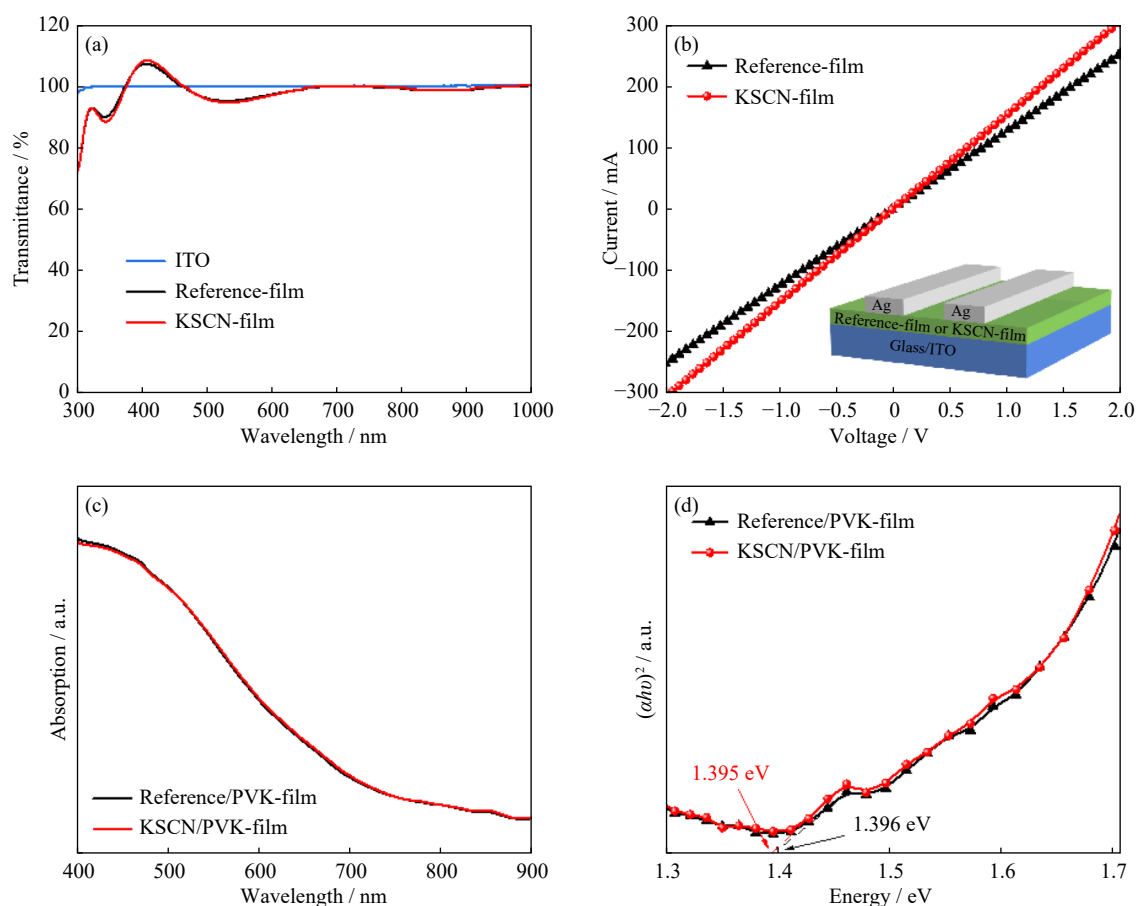 (a)
120
100
80
60
40
20
0
Transmittance / %
ITO
Reference-film
KSCN-film
300 400 500 600 700 800 900 1000
Wavelength / nm
(b)
300
200
100
0
−100
−200
−300
Current / mA
Reference-film
KSCN-film
Ag Ag
Reference-film or KSCN-film
Glass/ITO
−2.0 −1.5 −1.0 −0.5 0 0.5 1.0 1.5 2.0
Voltage / V
(c)
Absorption / a.u.
Reference/PVK-film
KSCN/PVK-film
400 500 600 700 800 900
Wavelength / nm
(d)
(αhν)² / a.u.
Reference/PVK-film
KSCN/PVK-film
1.395 eV
1.396 eV
1.3 1.4 1.5 1.6 1.7
Energy / eV